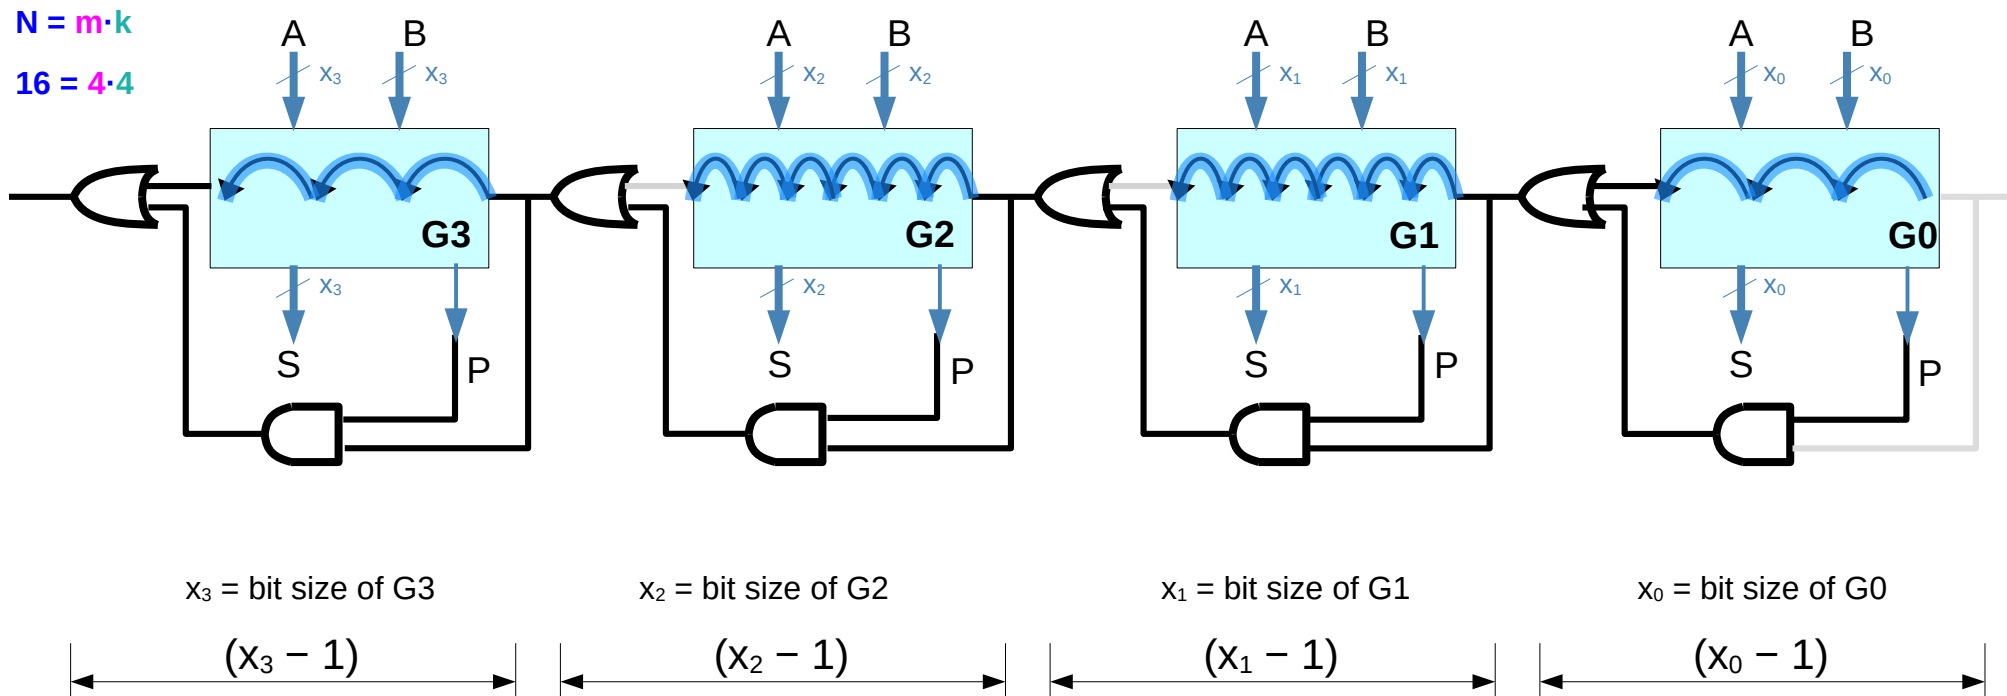 N = m·k
16 = 4·4
A B A B A B A B
x₃ x₃ x₂ x₂ x₁ x₁ x₀ x₀
G3 G2 G1 G0
x₃ x₂ x₁ x₀
S P S P S P S P
x₃ = bit size of G3 x₂ = bit size of G2 x₁ = bit size of G1 x₀ = bit size of G0
(x₃ − 1) (x₂ − 1) (x₁ − 1) (x₀ − 1)